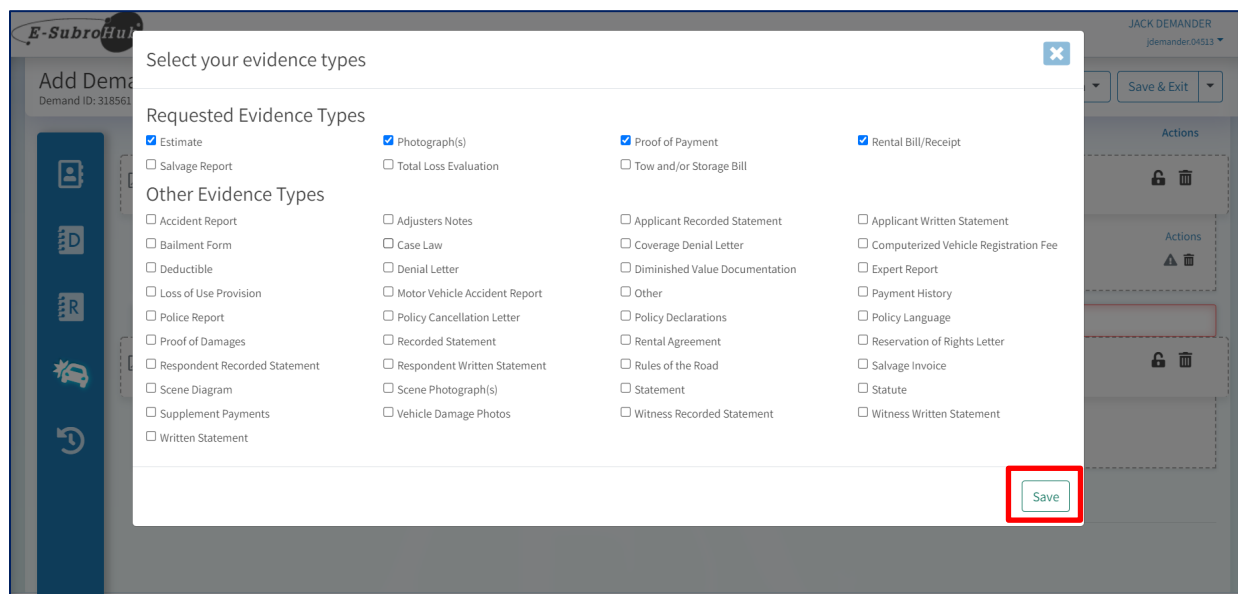 E-SubroHub
JACK DEMANDER
jdemander.04513
Select your evidence types
Add Dema
Demand ID: 318561
Save & Exit
Requested Evidence Types
Actions
Estimate Photograph(s) Proof of Payment Rental Bill/Receipt
Salvage Report Total Loss Evaluation Tow and/or Storage Bill
Other Evidence Types
Accident Report Adjusters Notes Applicant Recorded Statement Applicant Written Statement
Bailment Form Case Law Coverage Denial Letter Computerized Vehicle Registration Fee
D
Actions
Deductible Denial Letter Diminished Value Documentation Expert Report
Loss of Use Provision Motor Vehicle Accident Report Other Payment History
R
Police Report Policy Cancellation Letter Policy Declarations Policy Language
Proof of Damages Recorded Statement Rental Agreement Reservation of Rights Letter
Respondent Recorded Statement Respondent Written Statement Rules of the Road Salvage Invoice
Scene Diagram Scene Photograph(s) Statement Statute
Supplement Payments Vehicle Damage Photos Witness Recorded Statement Witness Written Statement
Written Statement
Save